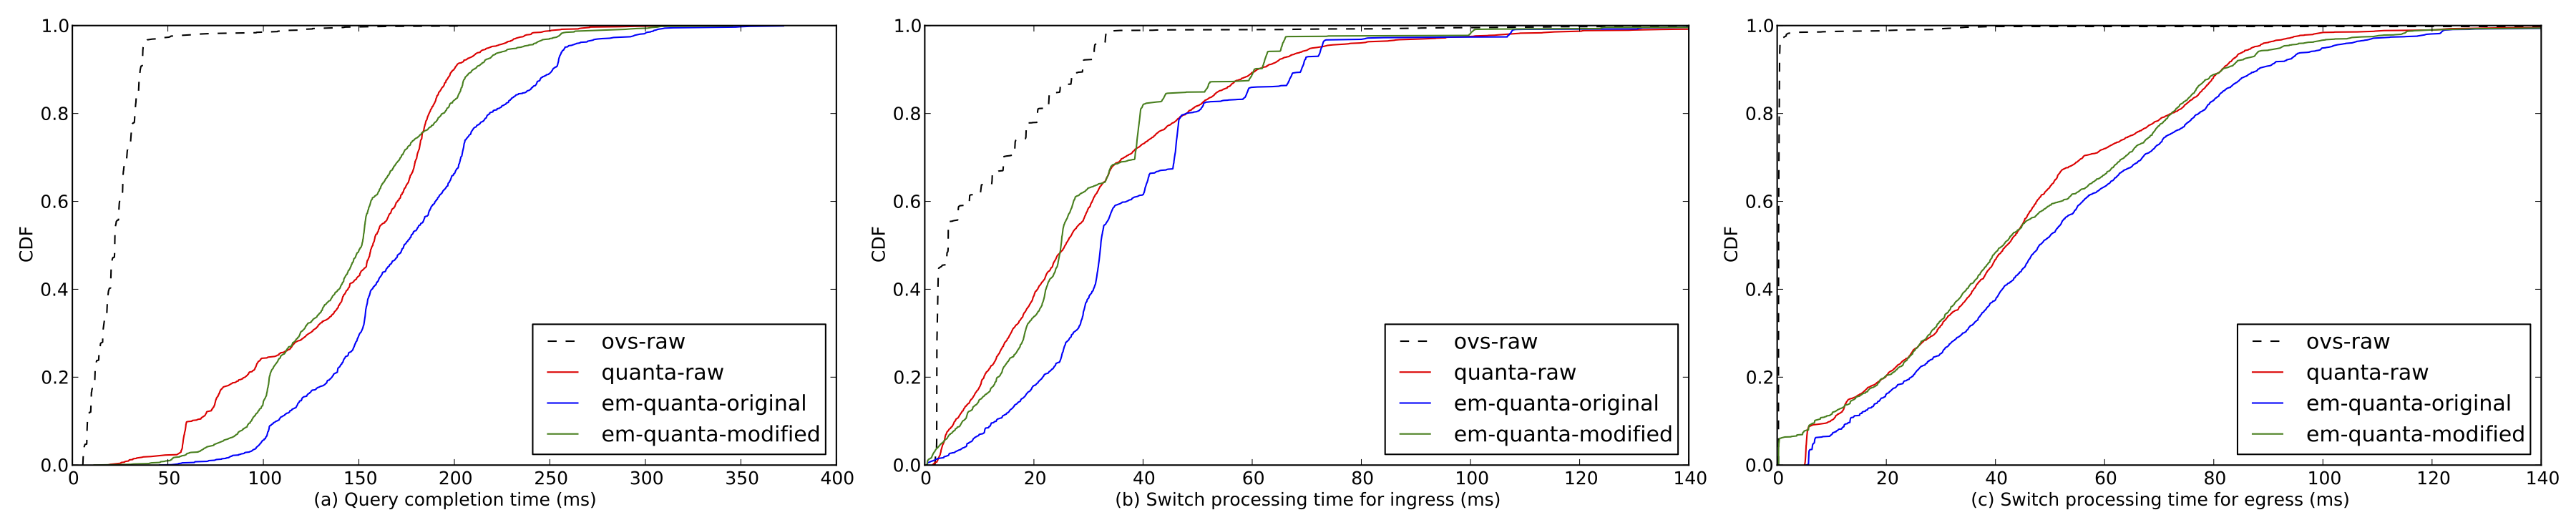 1.0
0.8
0.6
0.4
0.2
0.0
CDF
ovs-raw
quanta-raw
em-quanta-original
em-quanta-modified
0 50 100 150 200 250 300 350 400
(a) Query completion time (ms)
1.0
0.8
0.6
0.4
0.2
0.0
CDF
ovs-raw
quanta-raw
em-quanta-original
em-quanta-modified
0 20 40 60 80 100 120 140
(b) Switch processing time for ingress (ms)
1.0
0.8
0.6
0.4
0.2
0.0
CDF
ovs-raw
quanta-raw
em-quanta-original
em-quanta-modified
0 20 40 60 80 100 120 140
(c) Switch processing time for egress (ms)